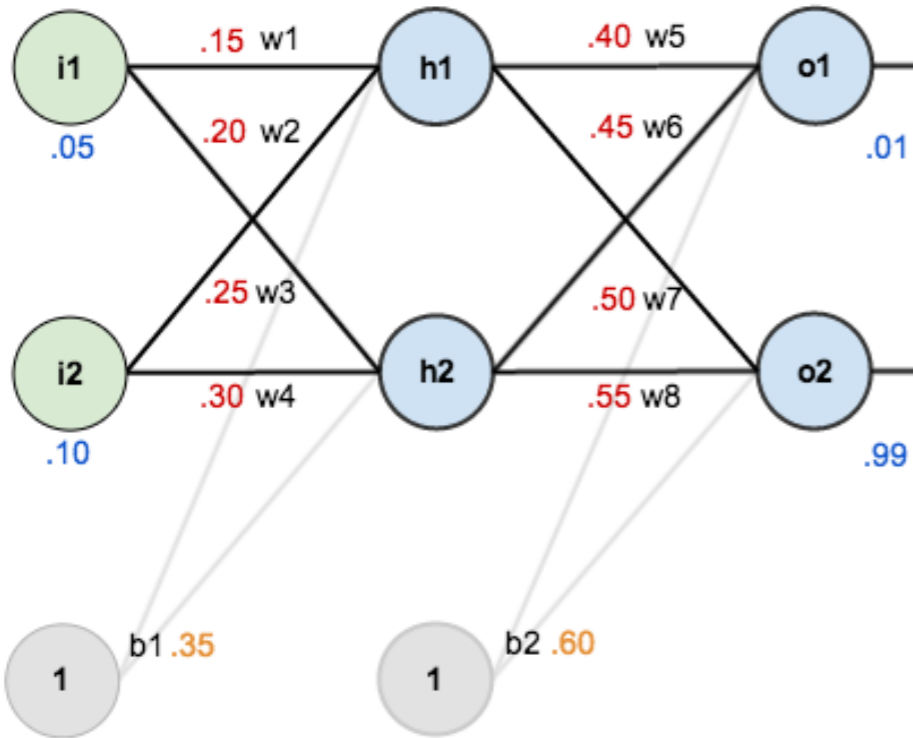 .15 w1
.40 w5
i1
h1
o1
.20 w2
.45 w6
.05
.01
.25 w3
.50 w7
i2
h2
o2
.30 w4
.55 w8
.10
.99
b1 .35
b2 .60
1
1